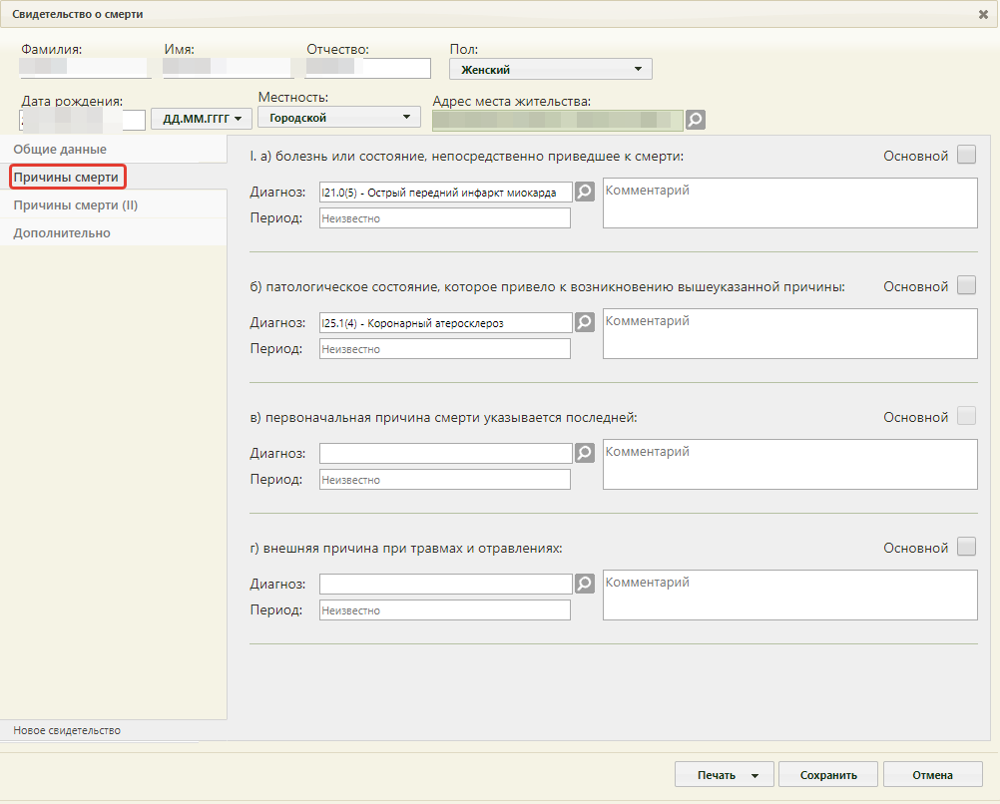 Свидетельство о смерти
Фамилия: Имя: Отчество: Пол:
Женский
Дата рождения: Местность: Адрес места жительства:
ДД.ММ.ГГГГ Городской
Общие данные
Причины смерти
Причины смерти (II)
Дополнительно
I. а) болезнь или состояние, непосредственно приведшее к смерти: Основной
Диагноз: I21.0(5) - Острый передний инфаркт миокарда Комментарий
Период: Неизвестно
б) патологическое состояние, которое привело к возникновению вышеуказанной причины: Основной
Диагноз: I25.1(4) - Коронарный атеросклероз Комментарий
Период: Неизвестно
в) первоначальная причина смерти указывается последней: Основной
Диагноз: Комментарий
Период: Неизвестно
г) внешняя причина при травмах и отравлениях: Основной
Диагноз: Комментарий
Период: Неизвестно
Новое свидетельство
Печать Сохранить Отмена